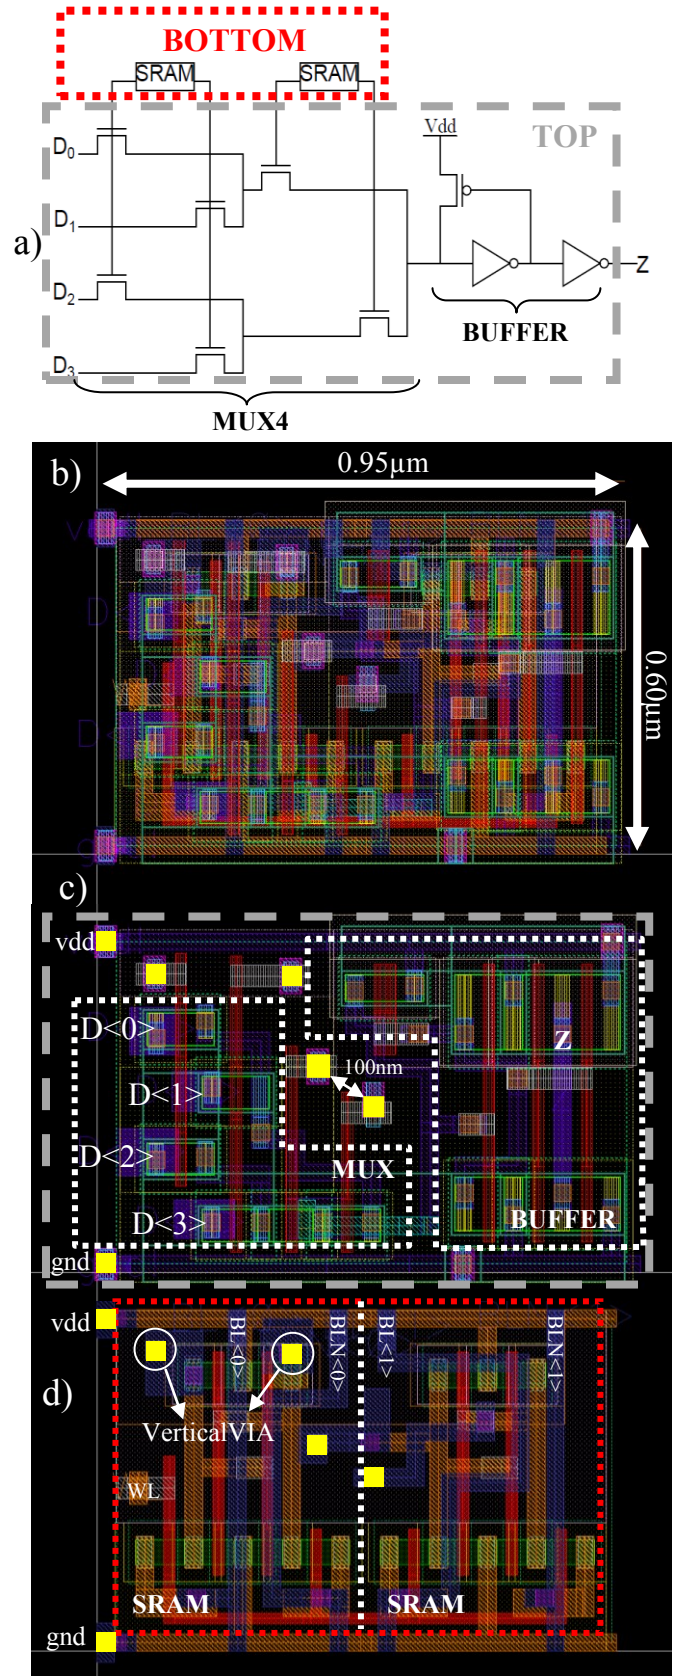 BOTTOM
SRAM SRAM
Vdd TOP
D0
D1
a)
D2
Z
BUFFER
D3
MUX4
b)
0.95µm
0.60µm
c)
vdd
D<0>
Z
100nm
D<1>
D<2>
MUX
D<3>
BUFFER
gnd
vdd
BL<0>
BLN<0>
BL<1>
BLN<1>
d)
VerticalVIA
WL
SRAM SRAM
gnd